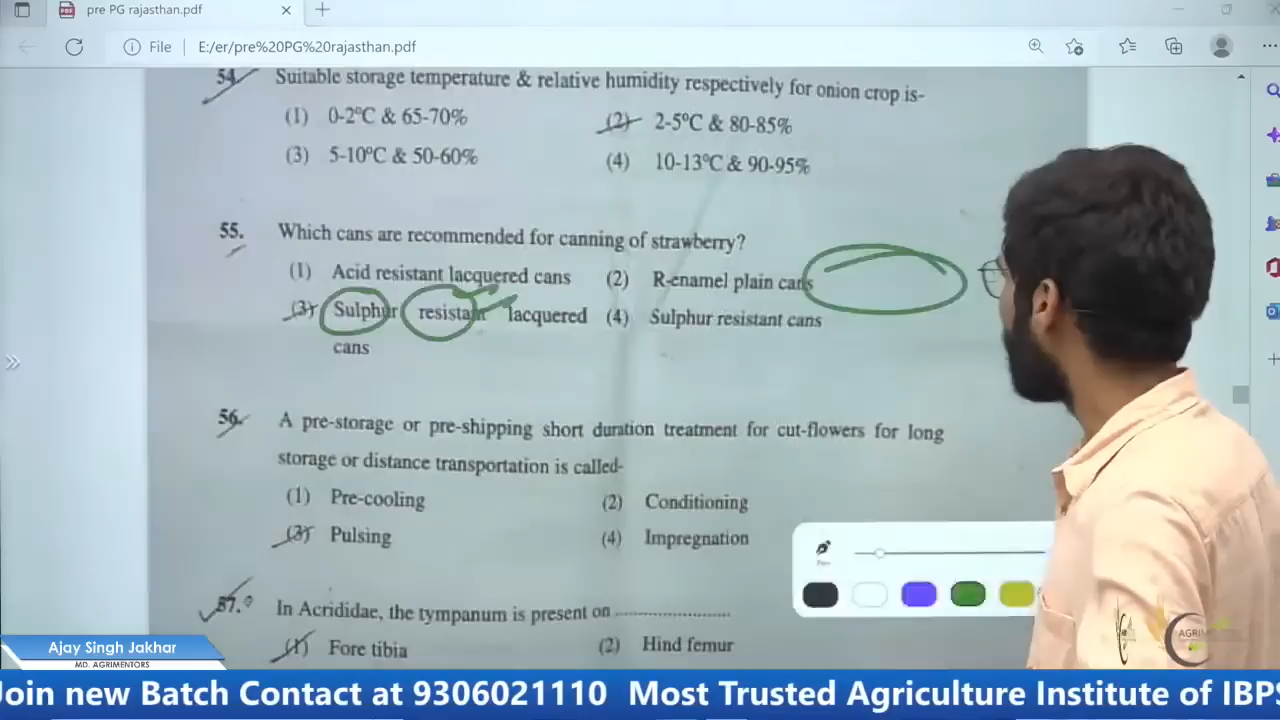 pre PG rajasthan.pdf
File
E:/er/pre%20PG%20rajasthan.pdf
54. Suitable storage temperature & relative humidity respectively for onion crop is-
(1) 0-2ºC & 65-70% (2) 2-5ºC & 80-85%
(3) 5-10ºC & 50-60% (4) 10-13ºC & 90-95%
55. Which cans are recommended for canning of strawberry?
(1) Acid resistant lacquered cans (2) R-enamel plain cans
(3) Sulphur resistant lacquered (4) Sulphur resistant cans
cans
56. A pre-storage or pre-shipping short duration treatment for cut-flowers for long
storage or distance transportation is called-
(1) Pre-cooling (2) Conditioning
(3) Pulsing (4) Impregnation
Pen
57. In Acrididae, the tympanum is present on ....................
(1) Fore tibia (2) Hind femur
Ajay Singh Jakhar
MD. AGRIMENTORS
Join new Batch Contact at 9306021110 Most Trusted Agriculture Institute of IBPS